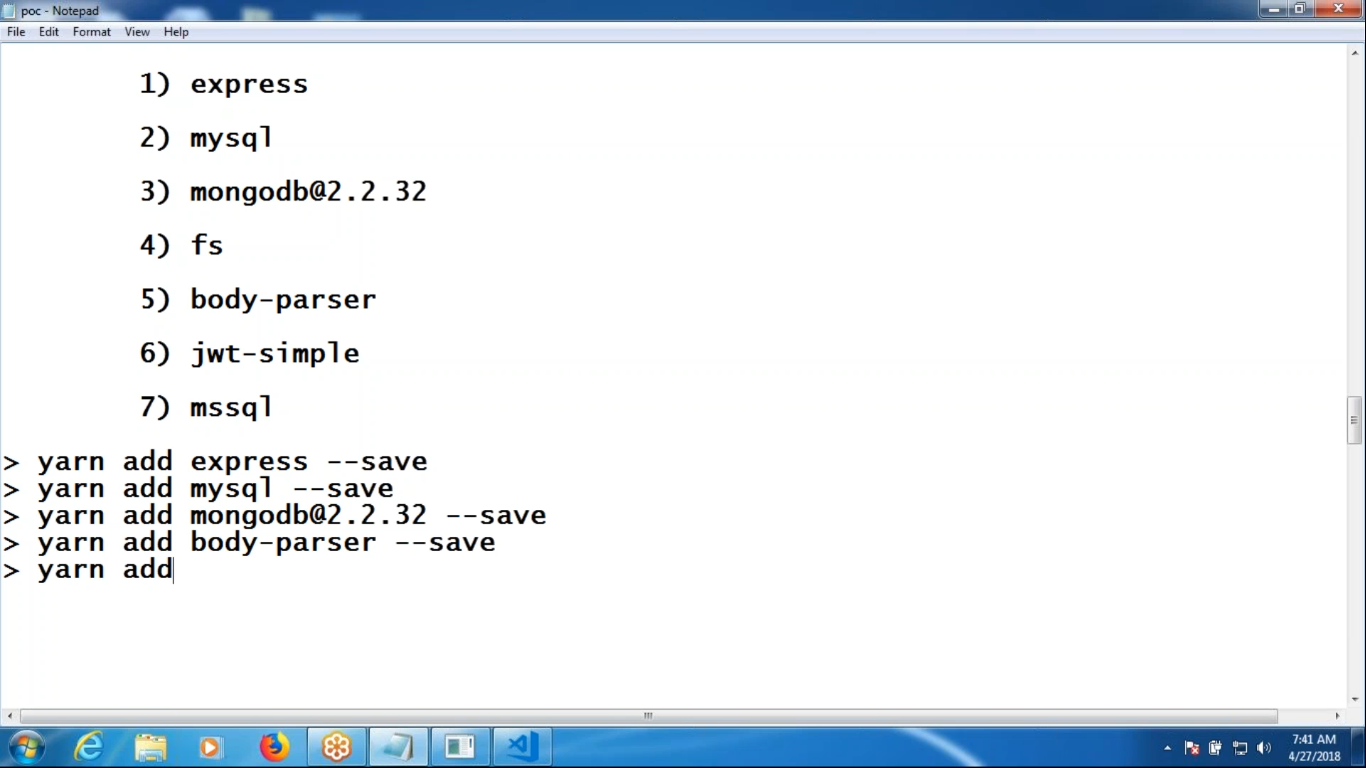 poc - Notepad
File Edit Format View Help
1) express
2) mysql
3) mongodb@2.2.32
4) fs
5) body-parser
6) jwt-simple
7) mssql
> yarn add express --save
> yarn add mysql --save
> yarn add mongodb@2.2.32 --save
> yarn add body-parser --save
> yarn add
7:41 AM
4/27/2018